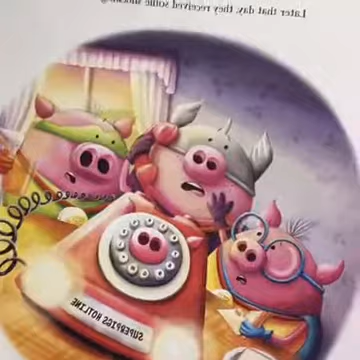 Later that day, they received some
SUPERPIGS HOTLINE